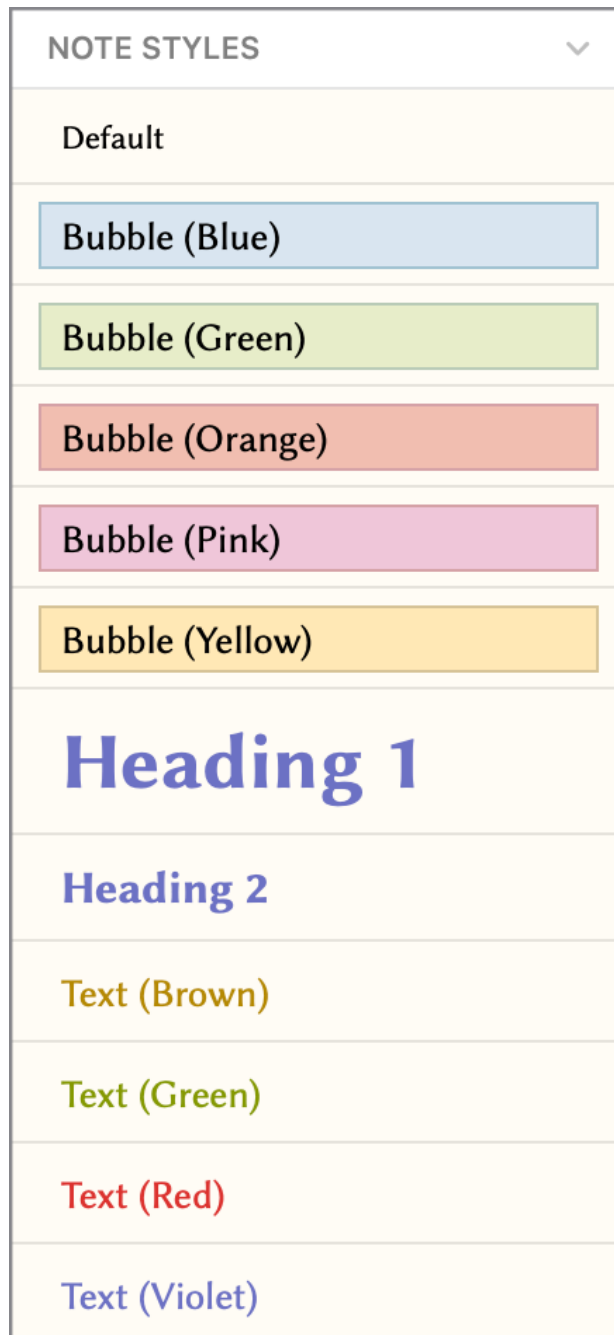 NOTE STYLES
Default
Bubble (Blue)
Bubble (Green)
Bubble (Orange)
Bubble (Pink)
Bubble (Yellow)
Heading 1
Heading 2
Text (Brown)
Text (Green)
Text (Red)
Text (Violet)